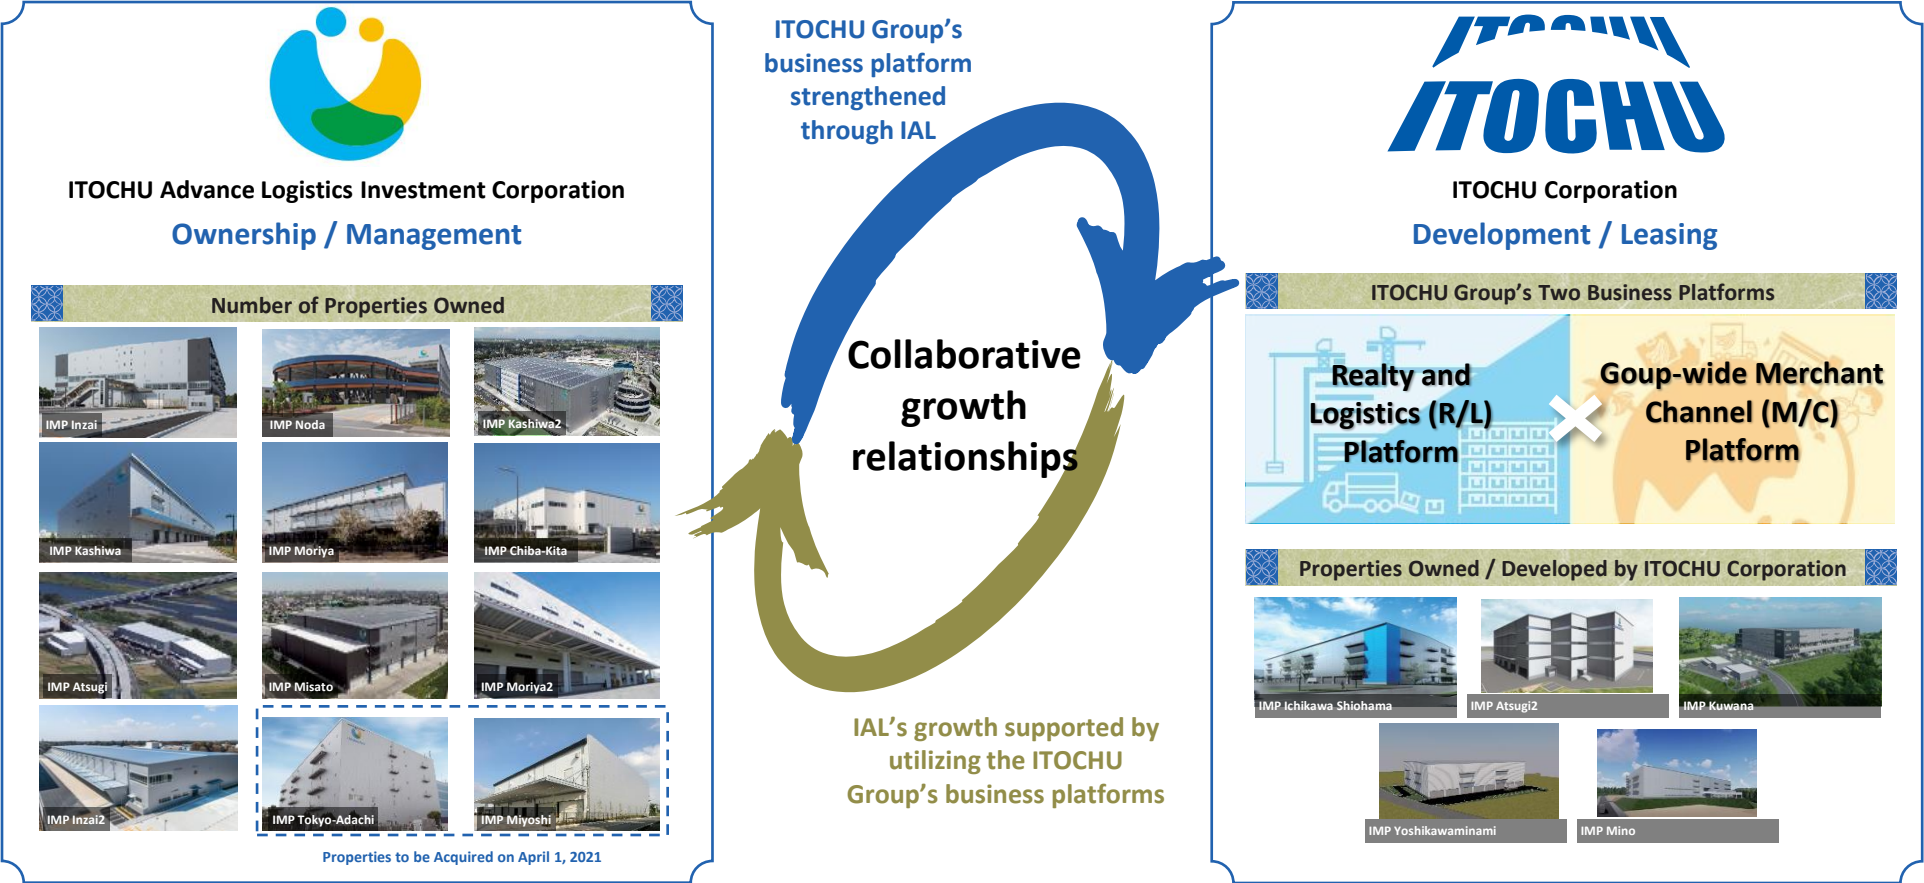 ITOCHU Advance Logistics Investment Corporation
Ownership / Management
Number of Properties Owned
IMP Inzai
IMP Noda
IMP Kashiwa2
IMP Kashiwa
IMP Moriya
IMP Chiba-Kita
IMP Atsugi
IMP Misato
IMP Moriya2
IMP Inzai2
IMP Tokyo-Adachi
IMP Miyoshi
Properties to be Acquired on April 1, 2021
ITOCHU Group's
business platform
strengthened
through IAL
Collaborative
growth
relationships
IAL's growth supported by
utilizing the ITOCHU
Group's business platforms
ITOCHU
ITOCHU
ITOCHU Corporation
Development / Leasing
ITOCHU Group's Two Business Platforms
Realty and
Logistics (R/L)
Platform
Goup-wide Merchant
Channel (M/C)
Platform
Properties Owned / Developed by ITOCHU Corporation
IMP Ichikawa Shiohama
IMP Atsugi2
IMP Kuwana
IMP Yoshikawaminami
IMP Mino